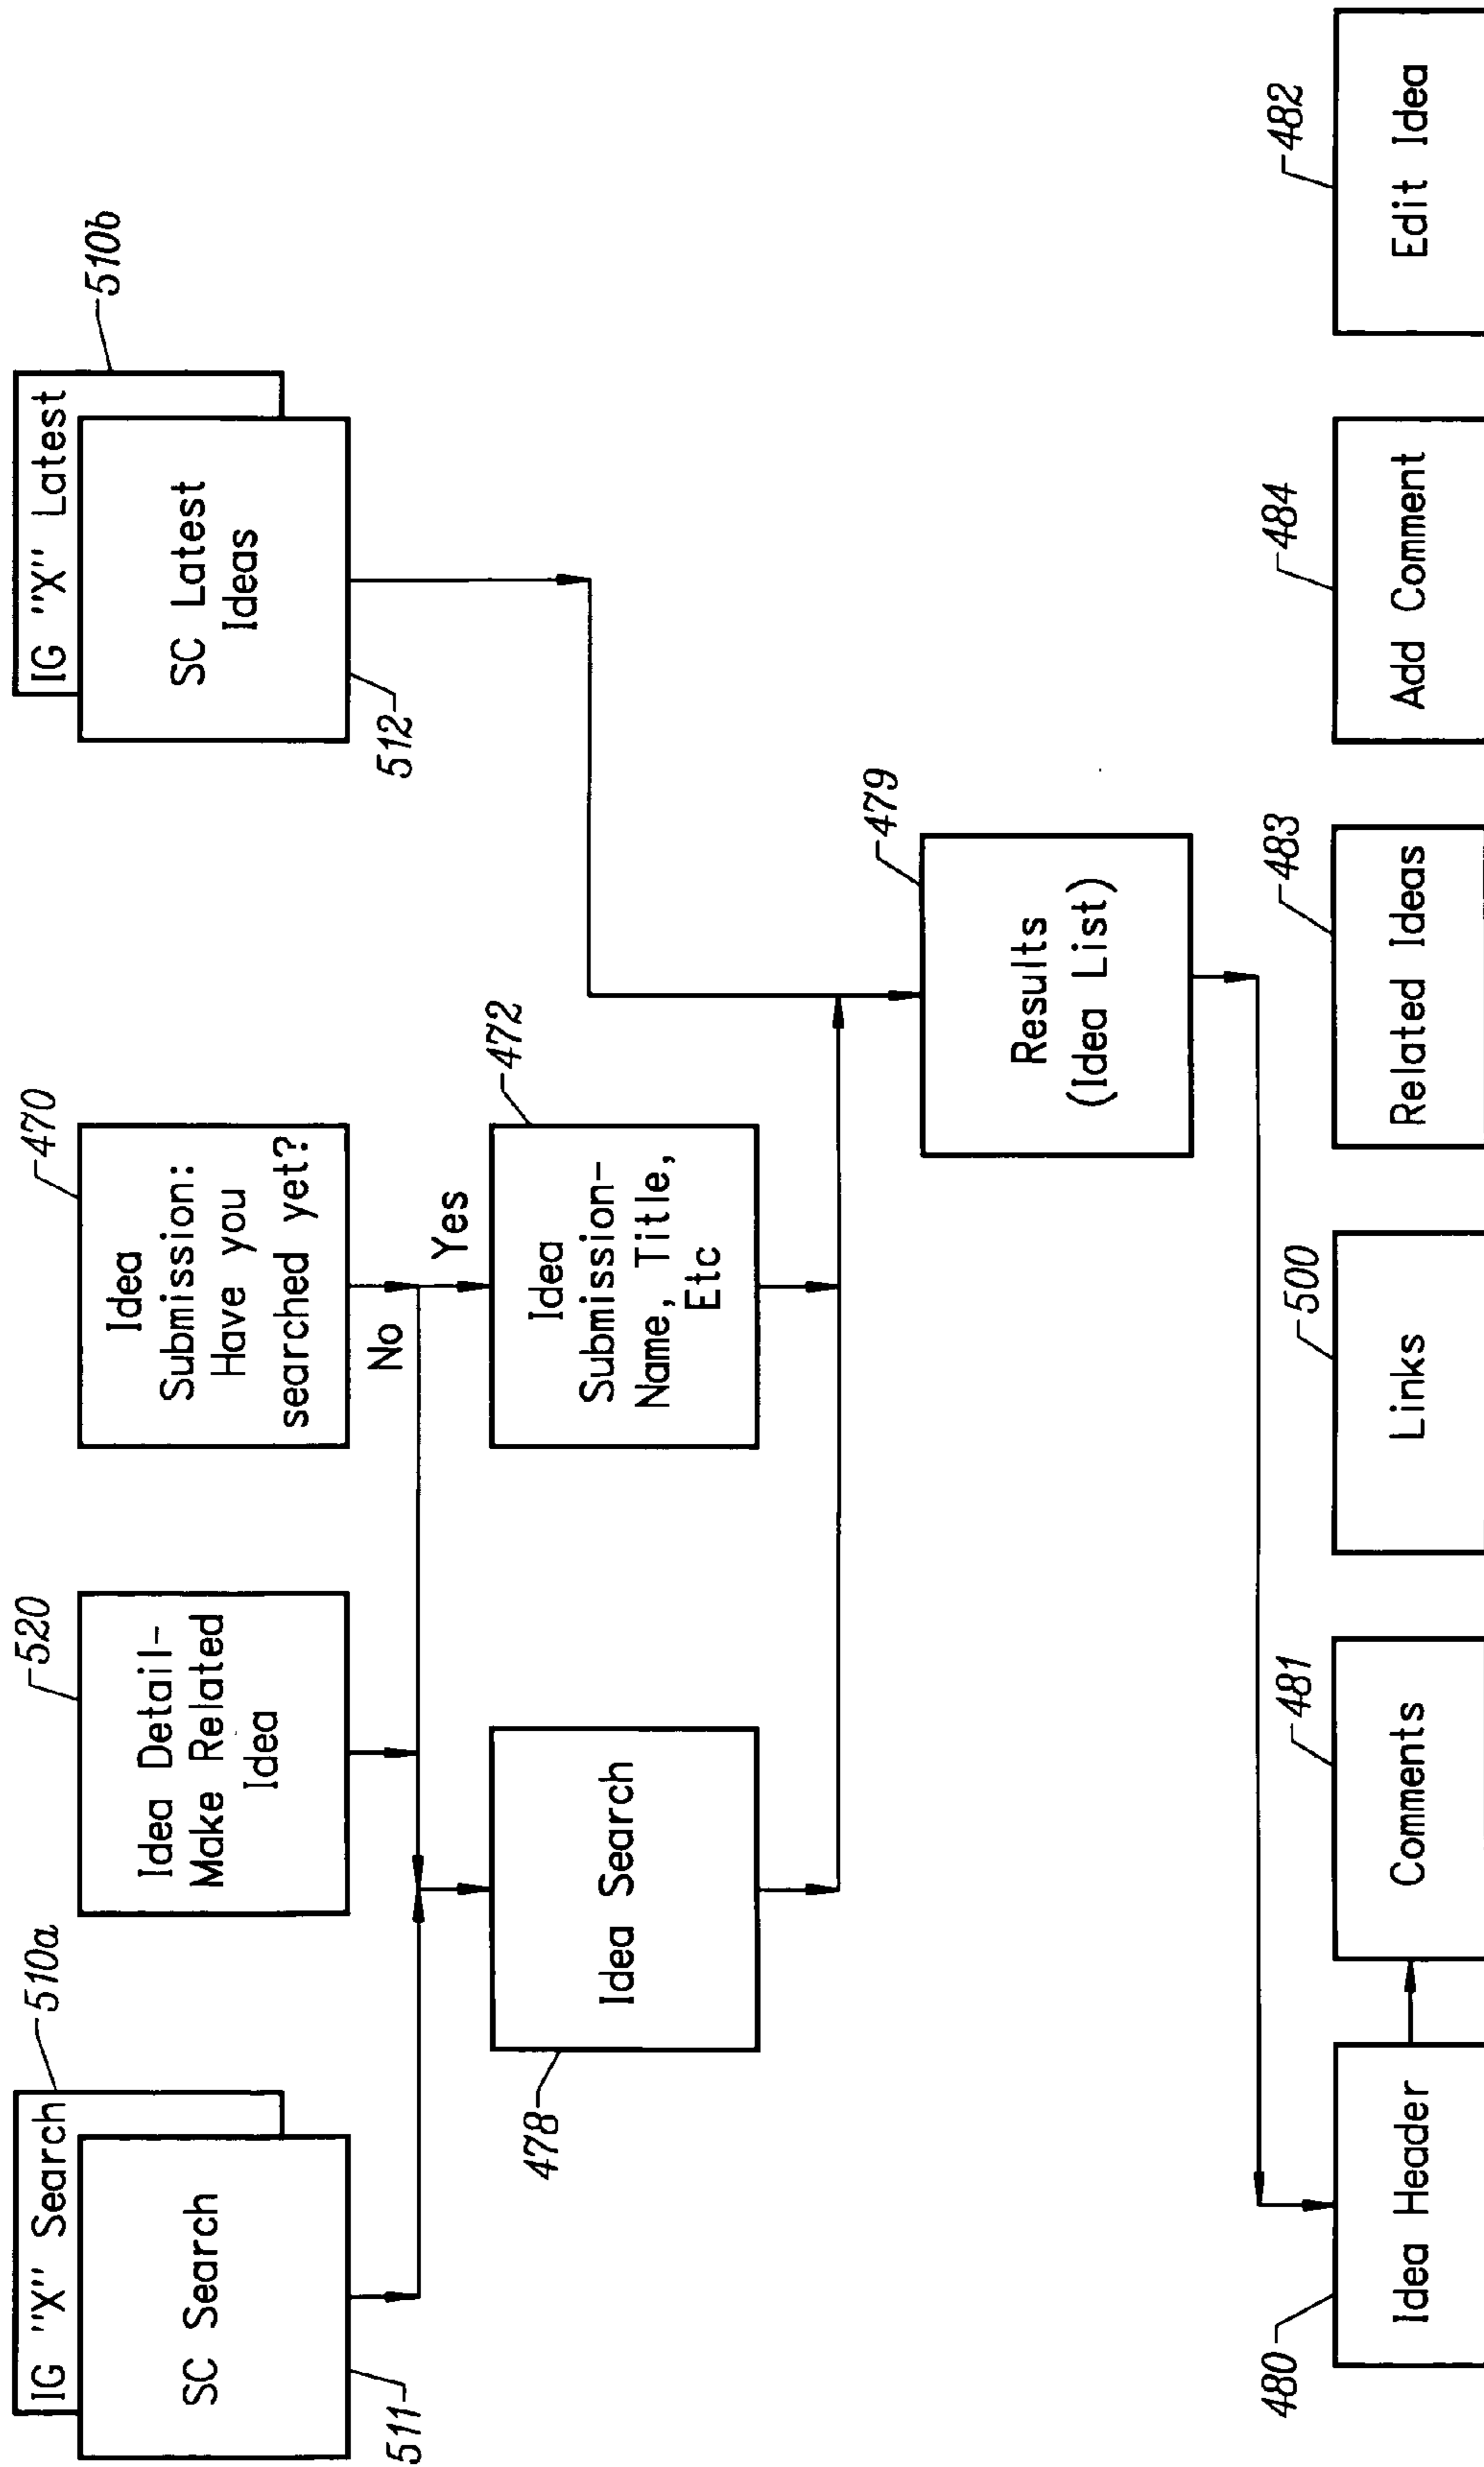 IG "X" Search
510a
SC Search
511
520
Idea Detail-
Make Related
Idea
470
Idea
Submission:
Have you
searched yet?
IG "X" Latest
510b
SC Latest
Ideas
512
No
Yes
478
Idea Search
472
Idea
Submission-
Name, Title,
Etc
479
Results
(Idea List)
480
Idea Header
481
Comments
500
Links
483
Related Ideas
484
Add Comment
482
Edit Idea